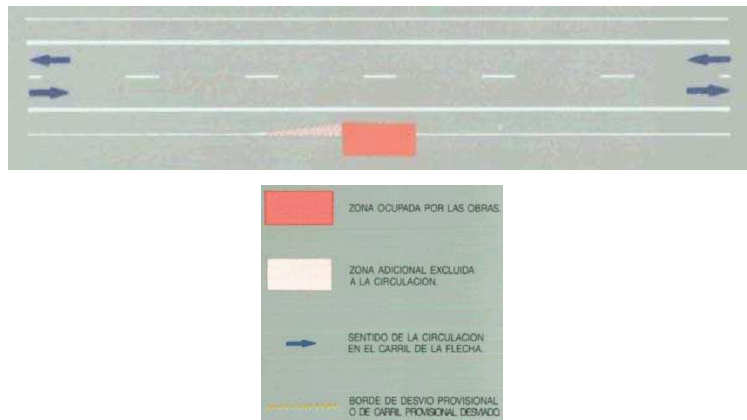 ZONA OCUPADA POR LAS OBRAS.
ZONA ADICIONAL EXCLUIDA
A LA CIRCULACIÓN.
SENTIDO DE LA CIRCULACION
EN EL CARRIL DE LA FLECHA.
BORDE DE DESVIO PROVISIONAL
O DE CARRIL PROVISIONAL DESVIADO.